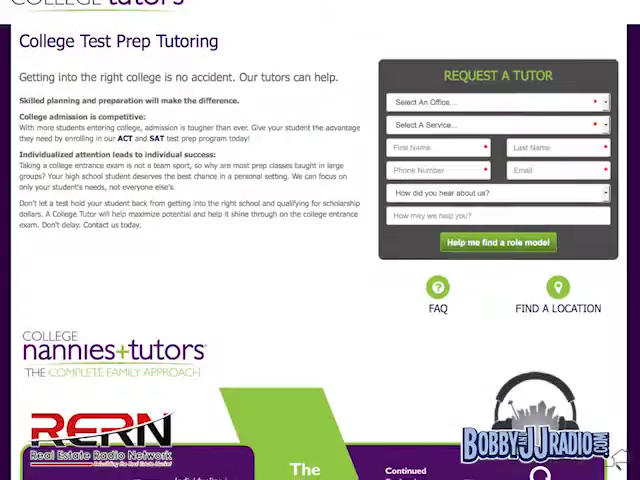 COLLEGE tutors
College Test Prep Tutoring
Getting into the right college is no accident. Our tutors can help.
Skilled planning and preparation will make the difference.
College admission is competitive:
With more students entering college, admission is tougher than ever. Give your student the advantage
they need by enrolling in our ACT and SAT test prep program today!
Individualized attention leads to individual success:
Taking a college entrance exam is not a team sport, so why are most prep classes taught in large
groups? Your high school student deserves the best chance in a personal setting. We can focus on
only your student's needs, not everyone else's.
Don't let a test hold your student back from getting into the right school and qualifying for scholarship
dollars. A College Tutor will help maximize potential and help it shine through on the college entrance
exam. Don't delay. Contact us today.
REQUEST A TUTOR
Select An Office... *
Select A Service... *
First Name * Last Name *
Phone Number * Email *
How did you hear about us?
How may we help you?
Help me find a role model
FAQ
FIND A LOCATION
COLLEGE
nannies+tutors
THE COMPLETE FAMILY APPROACH
RERN
Real Estate Radio Network
BOBBY AND JJ RADIO.COM
The
Continued